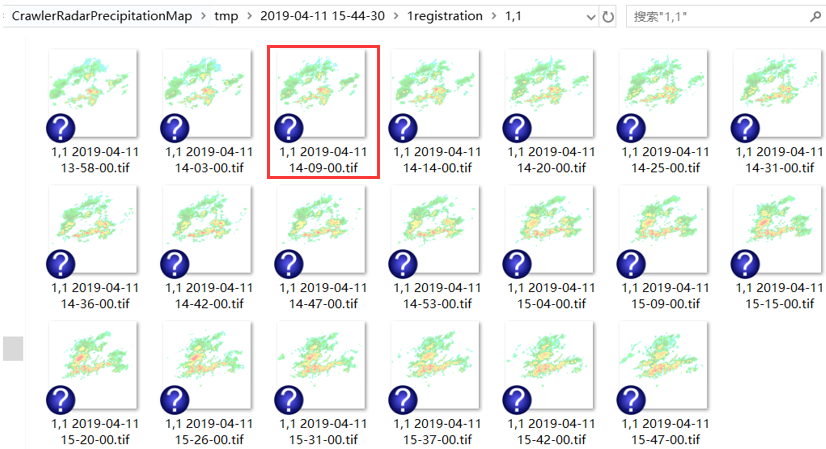 CrawlerRadarPrecipitationMap › tmp › 2019-04-11 15-44-30 › 1registration › 1,1
搜索"1,1"
1,1 2019-04-11
13-58-00.tif
1,1 2019-04-11
14-03-00.tif
1,1 2019-04-11
14-09-00.tif
1,1 2019-04-11
14-14-00.tif
1,1 2019-04-11
14-20-00.tif
1,1 2019-04-11
14-25-00.tif
1,1 2019-04-11
14-31-00.tif
1,1 2019-04-11
14-36-00.tif
1,1 2019-04-11
14-42-00.tif
1,1 2019-04-11
14-47-00.tif
1,1 2019-04-11
14-53-00.tif
1,1 2019-04-11
15-04-00.tif
1,1 2019-04-11
15-09-00.tif
1,1 2019-04-11
15-15-00.tif
1,1 2019-04-11
15-20-00.tif
1,1 2019-04-11
15-26-00.tif
1,1 2019-04-11
15-31-00.tif
1,1 2019-04-11
15-37-00.tif
1,1 2019-04-11
15-42-00.tif
1,1 2019-04-11
15-47-00.tif